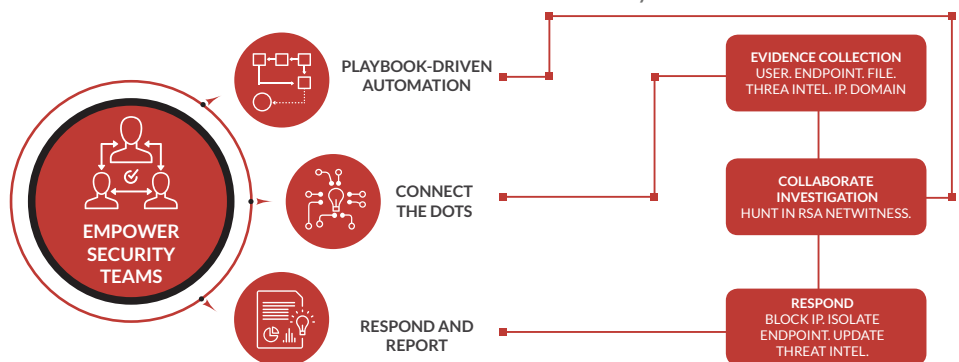 PLAYBOOK-DRIVEN
AUTOMATION
EVIDENCE COLLECTION
USER. ENDPOINT. FILE.
THREA INTEL. IP. DOMAIN
EMPOWER
SECURITY
TEAMS
CONNECT
THE DOTS
COLLABORATE
INVESTIGATION
HUNT IN RSA NETWITNESS.
RESPOND AND
REPORT
RESPOND
BLOCK IP. ISOLATE
ENDPOINT. UPDATE
THREAT INTEL.